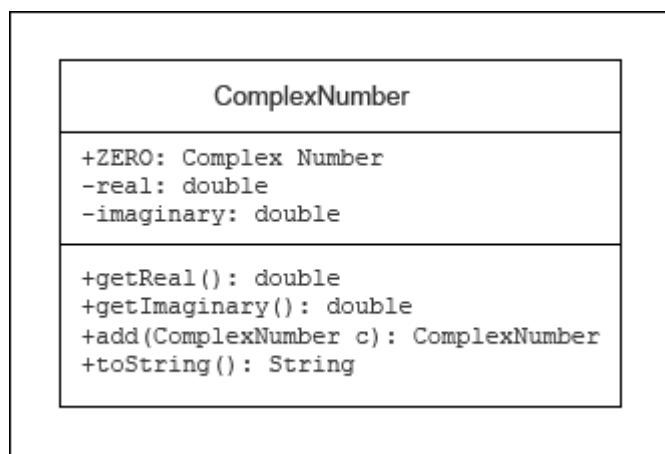 ComplexNumber
+ZERO: Complex Number
-real: double
-imaginary: double
+getReal(): double
+getImaginary(): double
+add(ComplexNumber c): ComplexNumber
+toString(): String